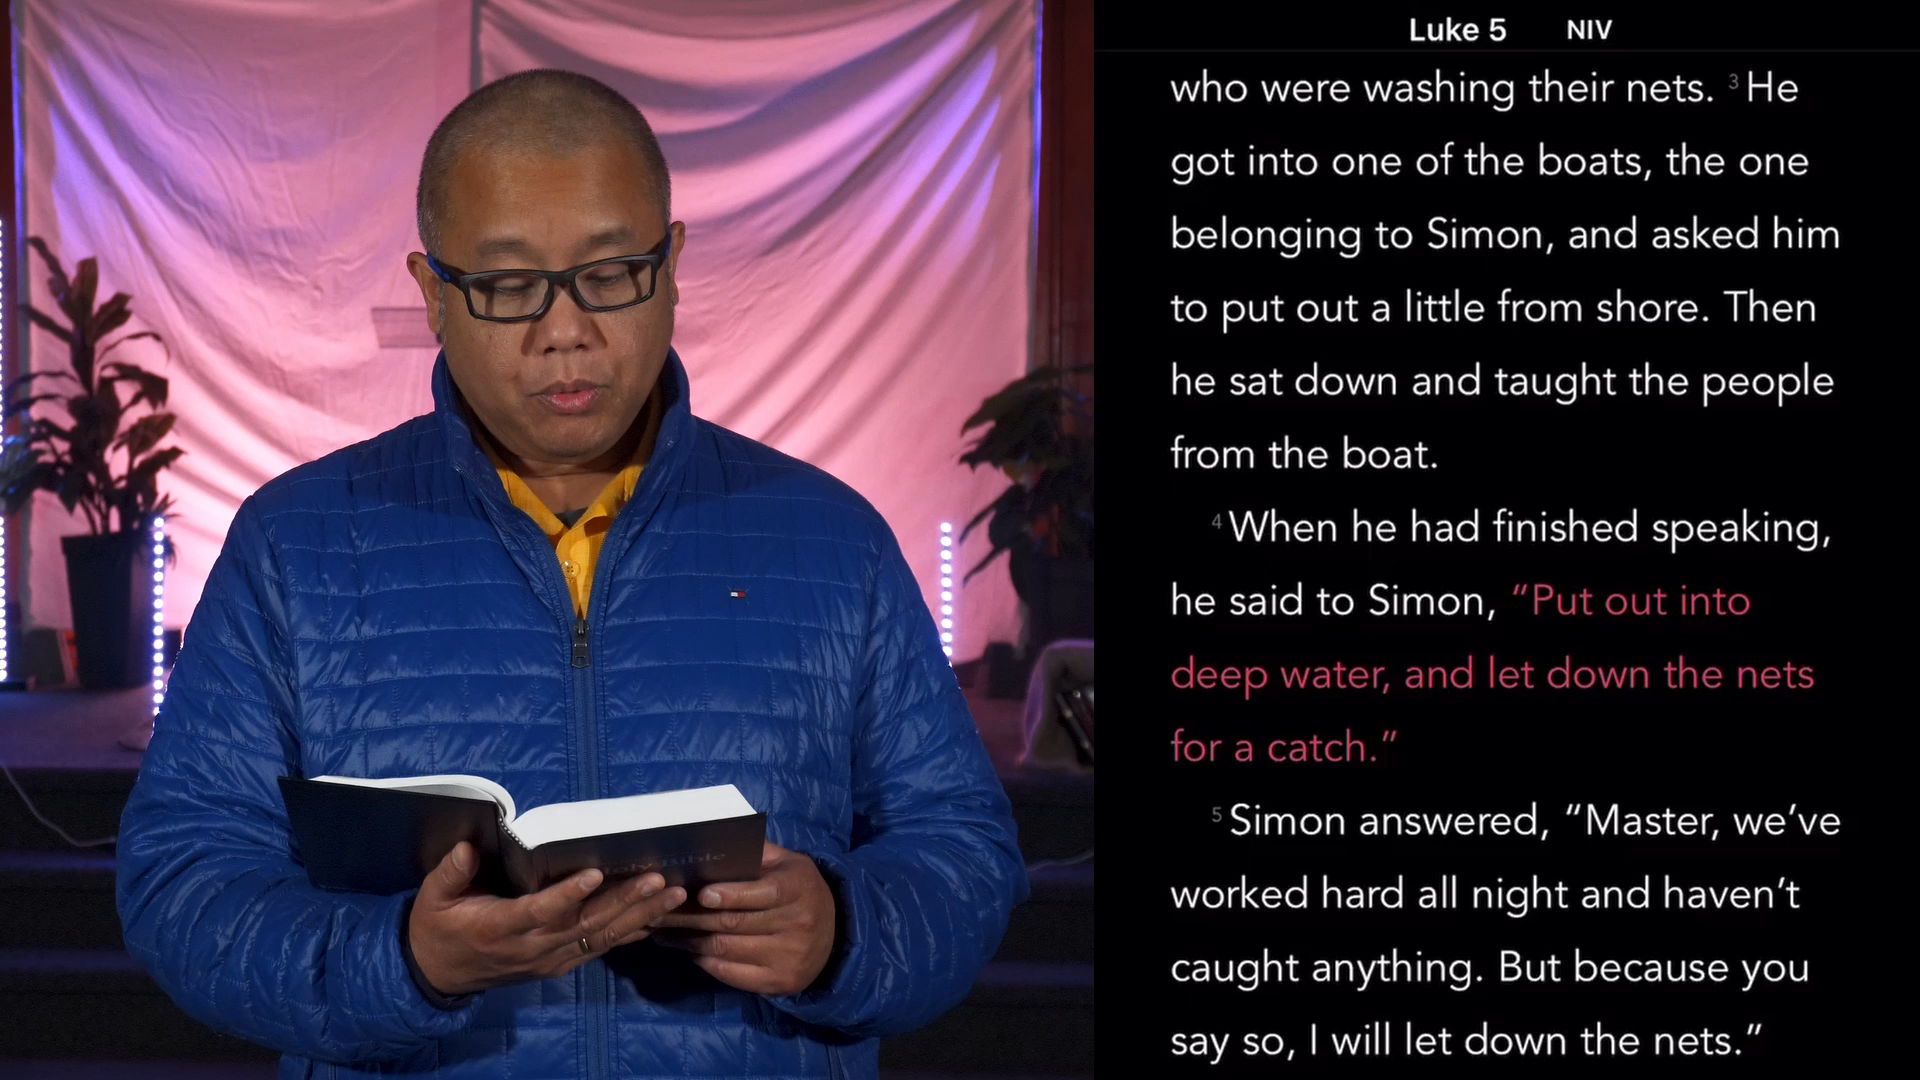 Luke 5 NIV
who were washing their nets. 3 He
got into one of the boats, the one
belonging to Simon, and asked him
to put out a little from shore. Then
he sat down and taught the people
from the boat.
4 When he had finished speaking,
he said to Simon, “Put out into
deep water, and let down the nets
for a catch.”
5 Simon answered, “Master, we’ve
worked hard all night and haven’t
caught anything. But because you
say so, I will let down the nets.”
Holy Bible